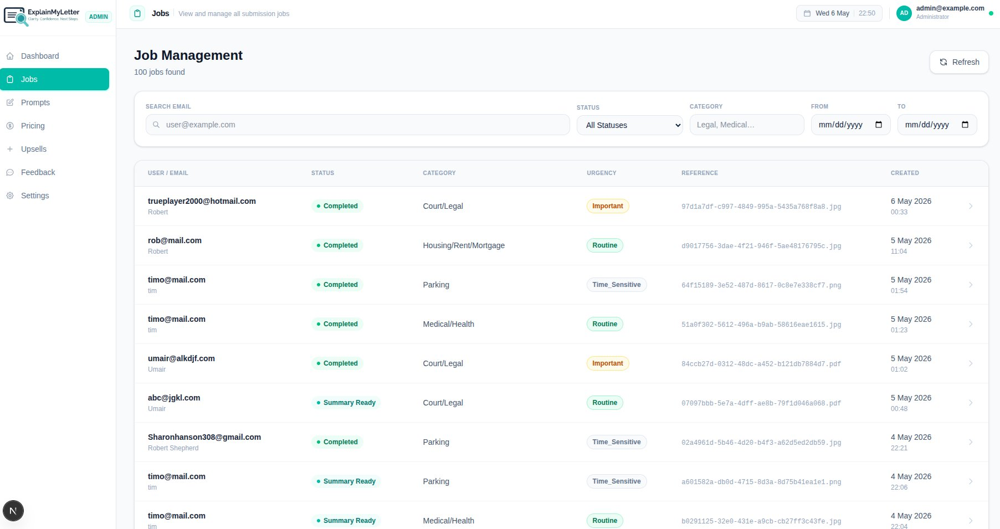 ExplainMyLetter
Clarity. Confidence. Next Steps.
ADMIN
Dashboard
Jobs
Prompts
Pricing
Upsells
Feedback
Settings
N
Jobs View and manage all submission jobs
Wed 6 May 22:50
AD
admin@example.com
Administrator
Job Management
100 jobs found
Refresh
SEARCH EMAIL STATUS CATEGORY FROM TO
user@example.com All Statuses Legal, Medical… mm/dd/yyyy mm/dd/yyyy
USER / EMAIL STATUS CATEGORY URGENCY REFERENCE CREATED
trueplayer2000@hotmail.com Completed Court/Legal Important 97d1a7df-c997-4849-995a-5435a768f8a8.jpg 6 May 2026
Robert 00:33
rob@mail.com Completed Housing/Rent/Mortgage Routine d9017756-3dae-4f21-946f-5ae48176795c.jpg 5 May 2026
Robert 11:04
timo@mail.com Completed Parking Time_Sensitive 64f15189-3e52-487d-8617-0c8e7e338cf7.png 5 May 2026
tim 01:54
timo@mail.com Completed Medical/Health Routine 51a0f302-5612-496a-b9ab-58616eae1615.jpg 5 May 2026
tim 01:23
umair@alkdjf.com Completed Court/Legal Important 84ccb27d-0312-48dc-a452-b121db7884d7.pdf 5 May 2026
Umair 01:02
abc@jgkl.com Summary Ready Court/Legal Routine 07097bbb-5e7a-4dff-ae8b-79f1d046a068.pdf 5 May 2026
Umair 00:48
Sharonhanson308@gmail.com Completed Parking Time_Sensitive 02a4961d-5b46-4d20-b4f3-a62d5ed2db59.jpg 4 May 2026
Robert Shepherd 22:21
timo@mail.com Summary Ready Parking Time_Sensitive a601582a-db0d-4715-8d3a-8d75b41ea1e1.png 4 May 2026
tim 22:06
timo@mail.com Summary Ready Medical/Health Routine b0291125-32e0-431e-a9cb-cb27ff3c43fe.jpg 4 May 2026
tim 22:04